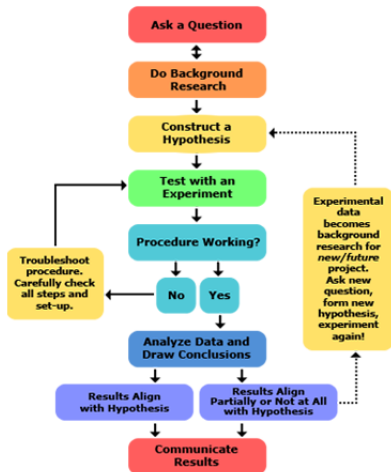 Ask a Question
Do Background
Research
Construct a
Hypothesis
Test with an
Experiment
Procedure Working?
No
Yes
Troubleshoot
procedure.
Carefully check
all steps and
set-up.
Experimental
data
becomes
background
research for
new/future
project.
Ask new
question,
form new
hypothesis,
experiment
again!
Analyze Data and
Draw Conclusions
Results Align
with Hypothesis
Results Align
Partially or Not at All
with Hypothesis
Communicate
Results